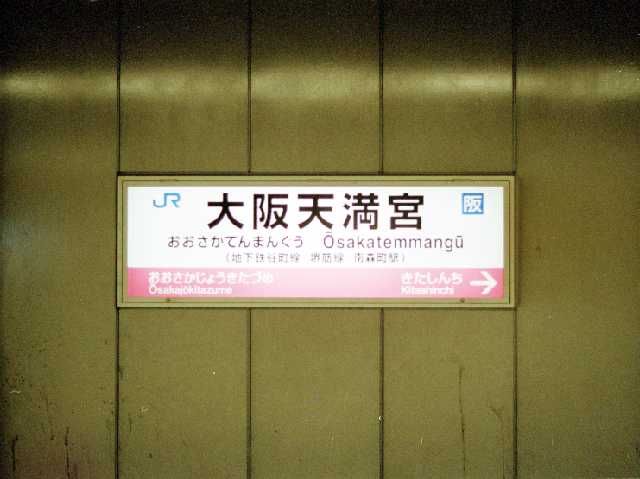 JR 大阪天満宮 阪
おおさかてんまんぐう Ōsakatemmangū
(地下鉄谷町線 堺筋線 南森町駅)
おおさかじょうきたづめ きたしんち
Ōsakajōkitazume Kitashinchi